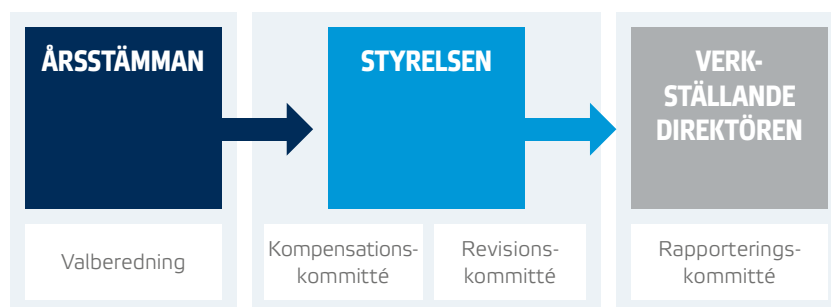 ÅRSSTÄMMAN
Valberedning
STYRELSEN
Kompensations-
kommitté
Revisions-
kommitté
VERK-
STÄLLANDE
DIREKTÖREN
Rapporterings-
kommitté